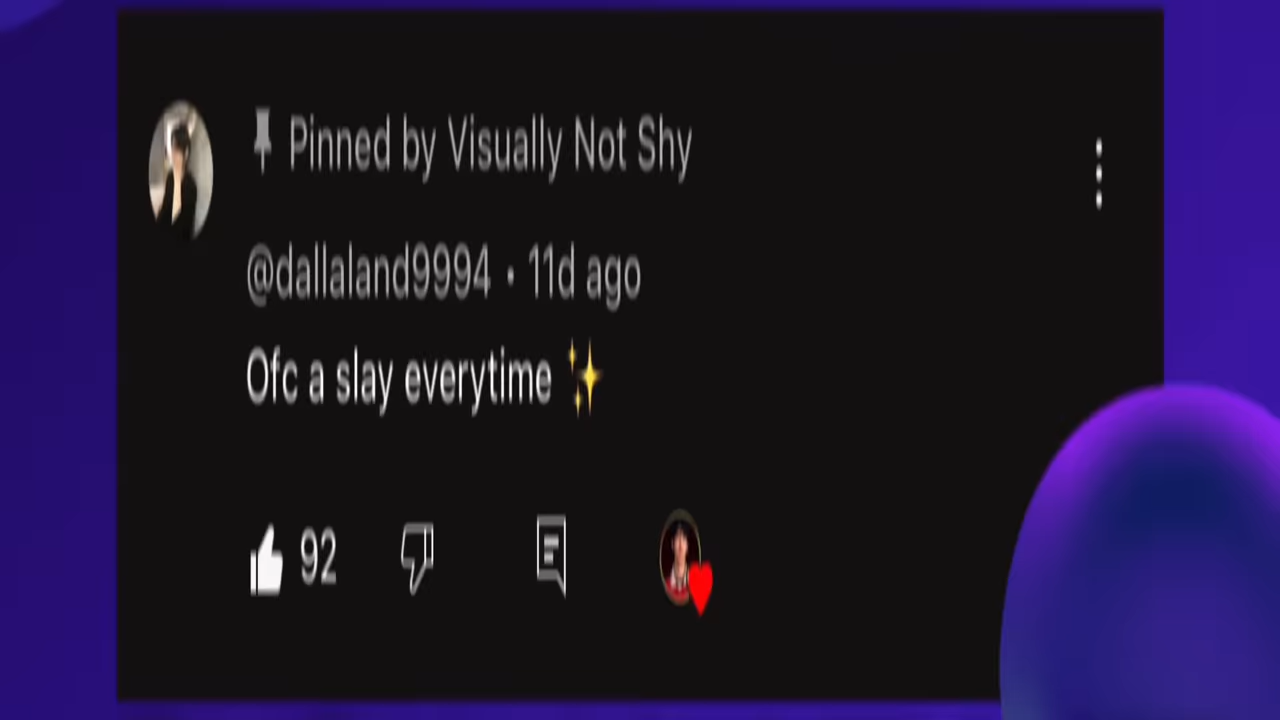 Pinned by Visually Not Shy
@dallaland9994 · 11d ago
Ofc a slay everytime ✨
92